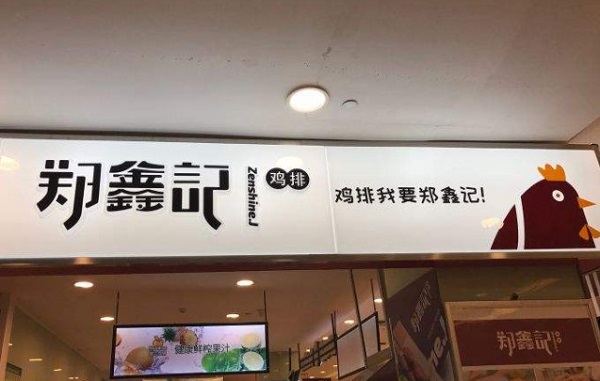 郑鑫記
Zenshine.J
鸡排
鸡排我要郑鑫记!
健康鲜榨果汁
郑鑫記